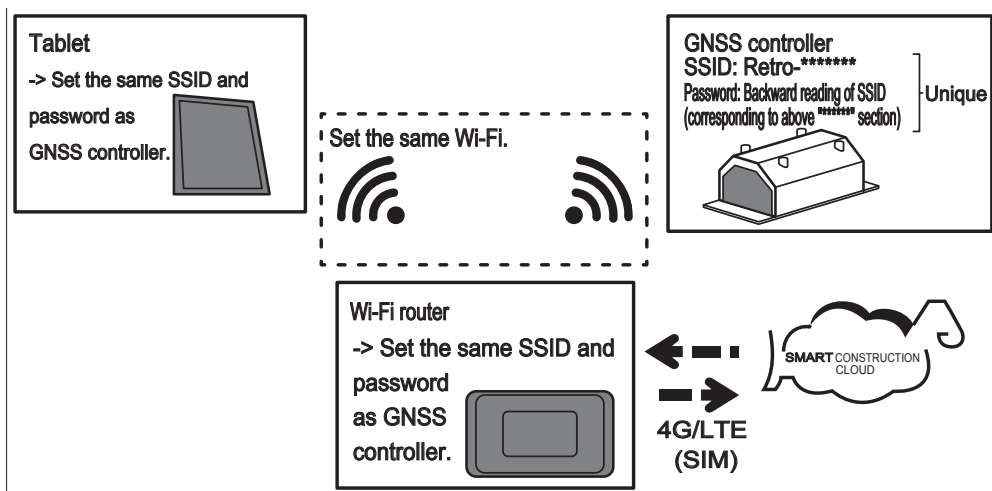 Tablet
-> Set the same SSID and
password as
GNSS controller.
Set the same Wi-Fi.
GNSS controller
SSID: Retro-*******
Password: Backward reading of SSID
(corresponding to above "******" section)
Unique
Wi-Fi router
-> Set the same SSID and
password
as GNSS
controller.
4G/LTE
(SIM)
SMART CONSTRUCTION
CLOUD